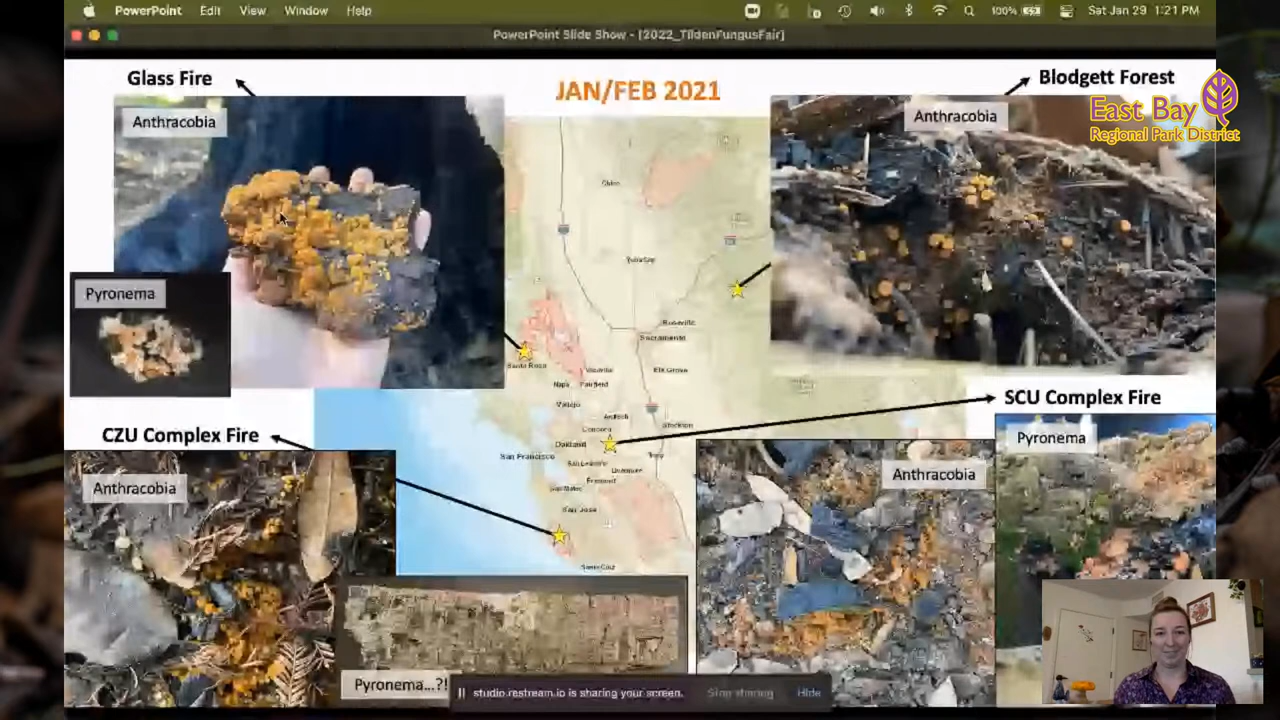 PowerPoint Edit View Window Help
100% Sat Jan 29 1:21 PM
PowerPoint Slide Show - [2022_TildenFungusFair]
Glass Fire
JAN/FEB 2021
Blodgett Forest
East Bay
Regional Park District
Anthracobia
Anthracobia
Chico
Yuba City
Pyronema
Roseville
Sacramento
Santa Rosa
Vacaville
Elk Grove
Napa Fairfield
SCU Complex Fire
Vallejo
Antioch
Concord
Stockton
CZU Complex Fire
Oakland
Pyronema
San Francisco
Tracy
San Leandro
Livermore
Fremont
Anthracobia
Anthracobia
San Mateo
San Jose
Santa Cruz
Pyronema...?!
studio.restream.io is sharing your screen. Stop sharing Hide